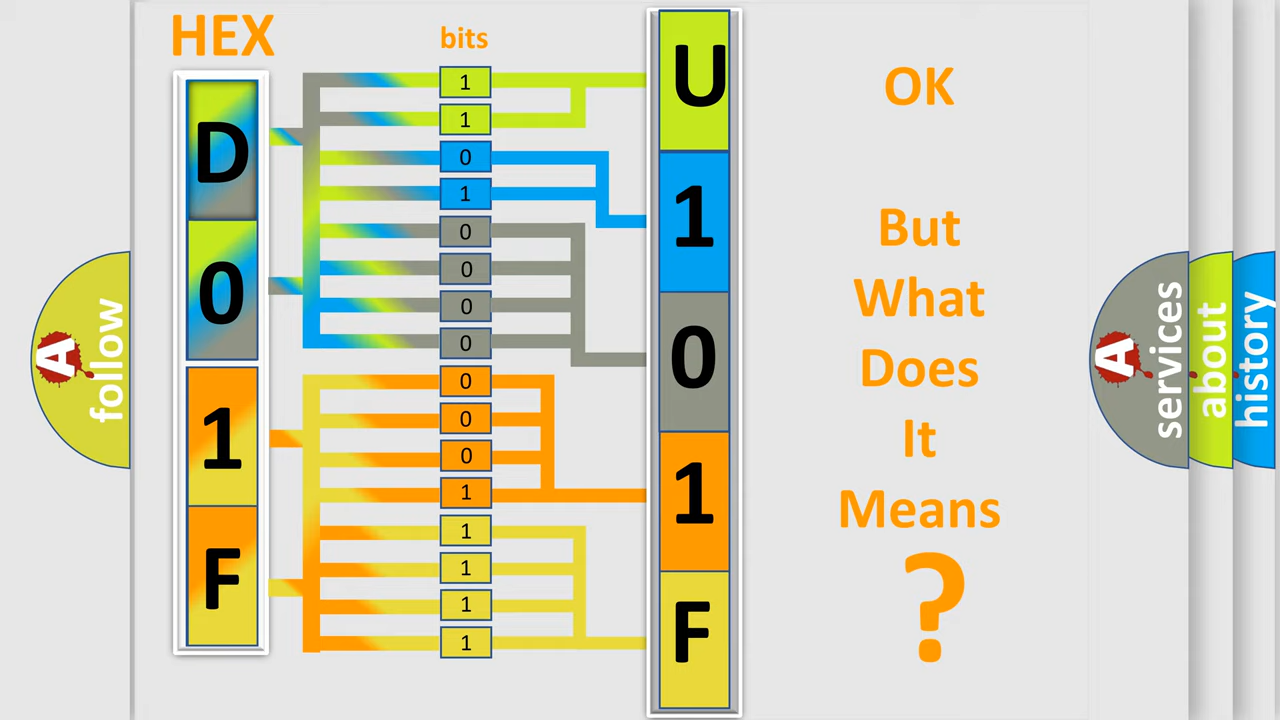 HEX
bits
D
0
1
F
1
1
0
1
0
0
0
0
0
0
0
1
1
1
1
1
U
1
0
1
F
OK
But
What
Does
It
Means
?
A
follow
A
services
about
history